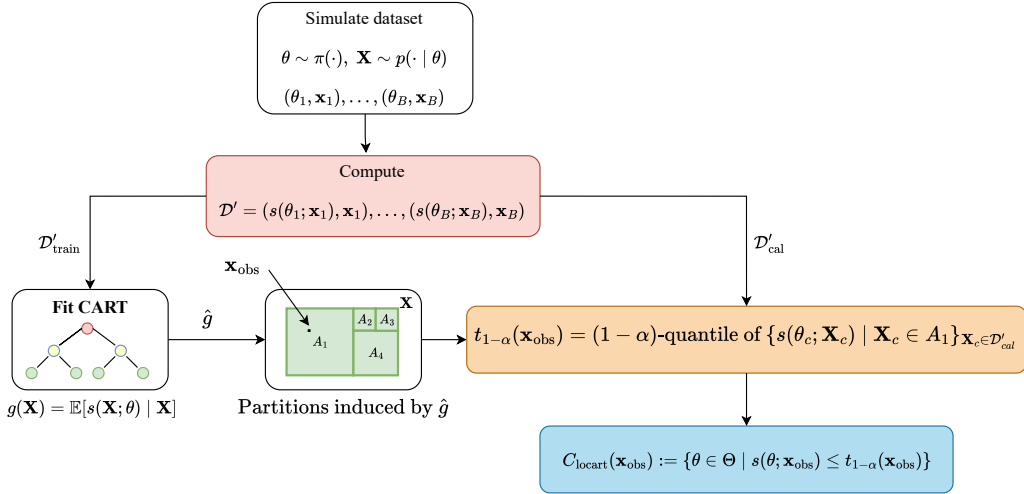 Simulate dataset
θ ∼ π(·), X ∼ p(· | θ)
(θ₁, x₁), . . . , (θ_B, x_B)
Compute
𝒟′ = (s(θ₁; x₁), x₁), . . . , (s(θ_B; x_B), x_B)
𝒟′_train
𝒟′_cal
x_obs
Fit CART
ĝ
X
A₁
A₂
A₃
A₄
t_{1−α}(x_obs) = (1 − α)-quantile of {s(θ_c; X_c) | X_c ∈ A₁}_{X_c∈𝒟′_cal}
g(X) = 𝔼[s(X; θ) | X]
Partitions induced by ĝ
C_locart(x_obs) := {θ ∈ Θ | s(θ; x_obs) ≤ t_{1−α}(x_obs)}